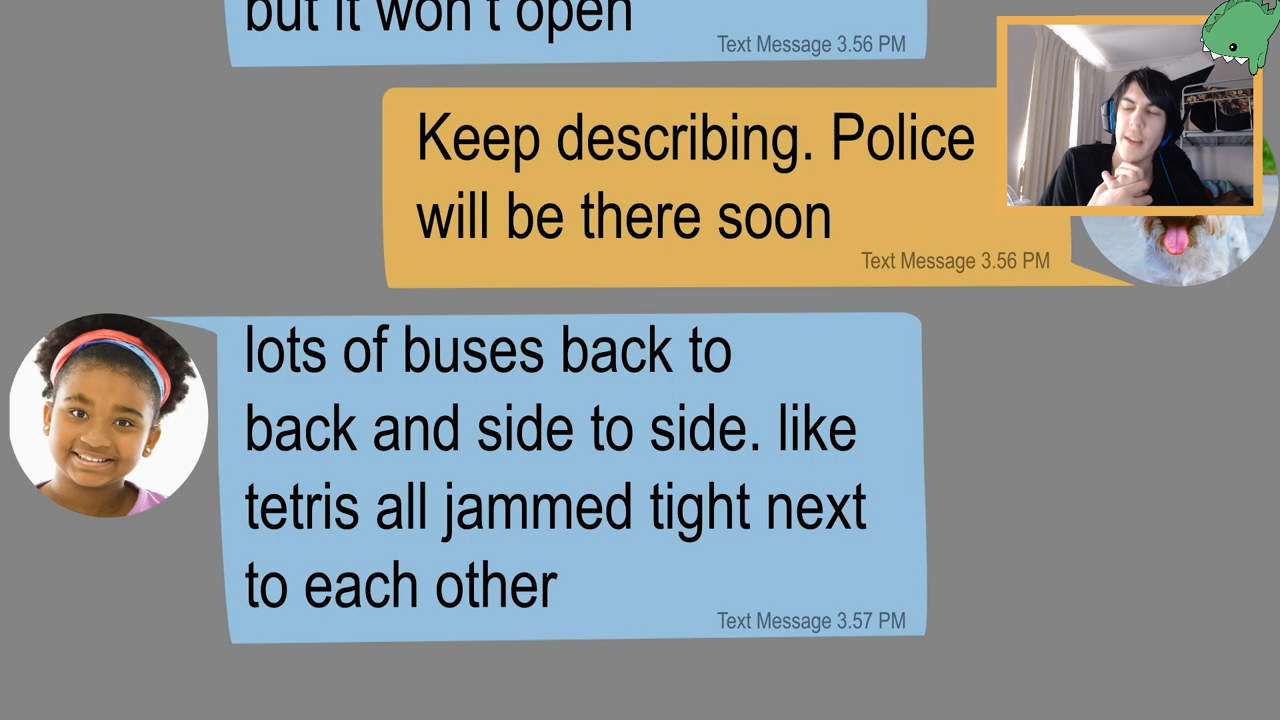 but it won't open
Text Message 3.56 PM
Keep describing. Police
will be there soon
Text Message 3.56 PM
lots of buses back to
back and side to side. like
tetris all jammed tight next
to each other
Text Message 3.57 PM